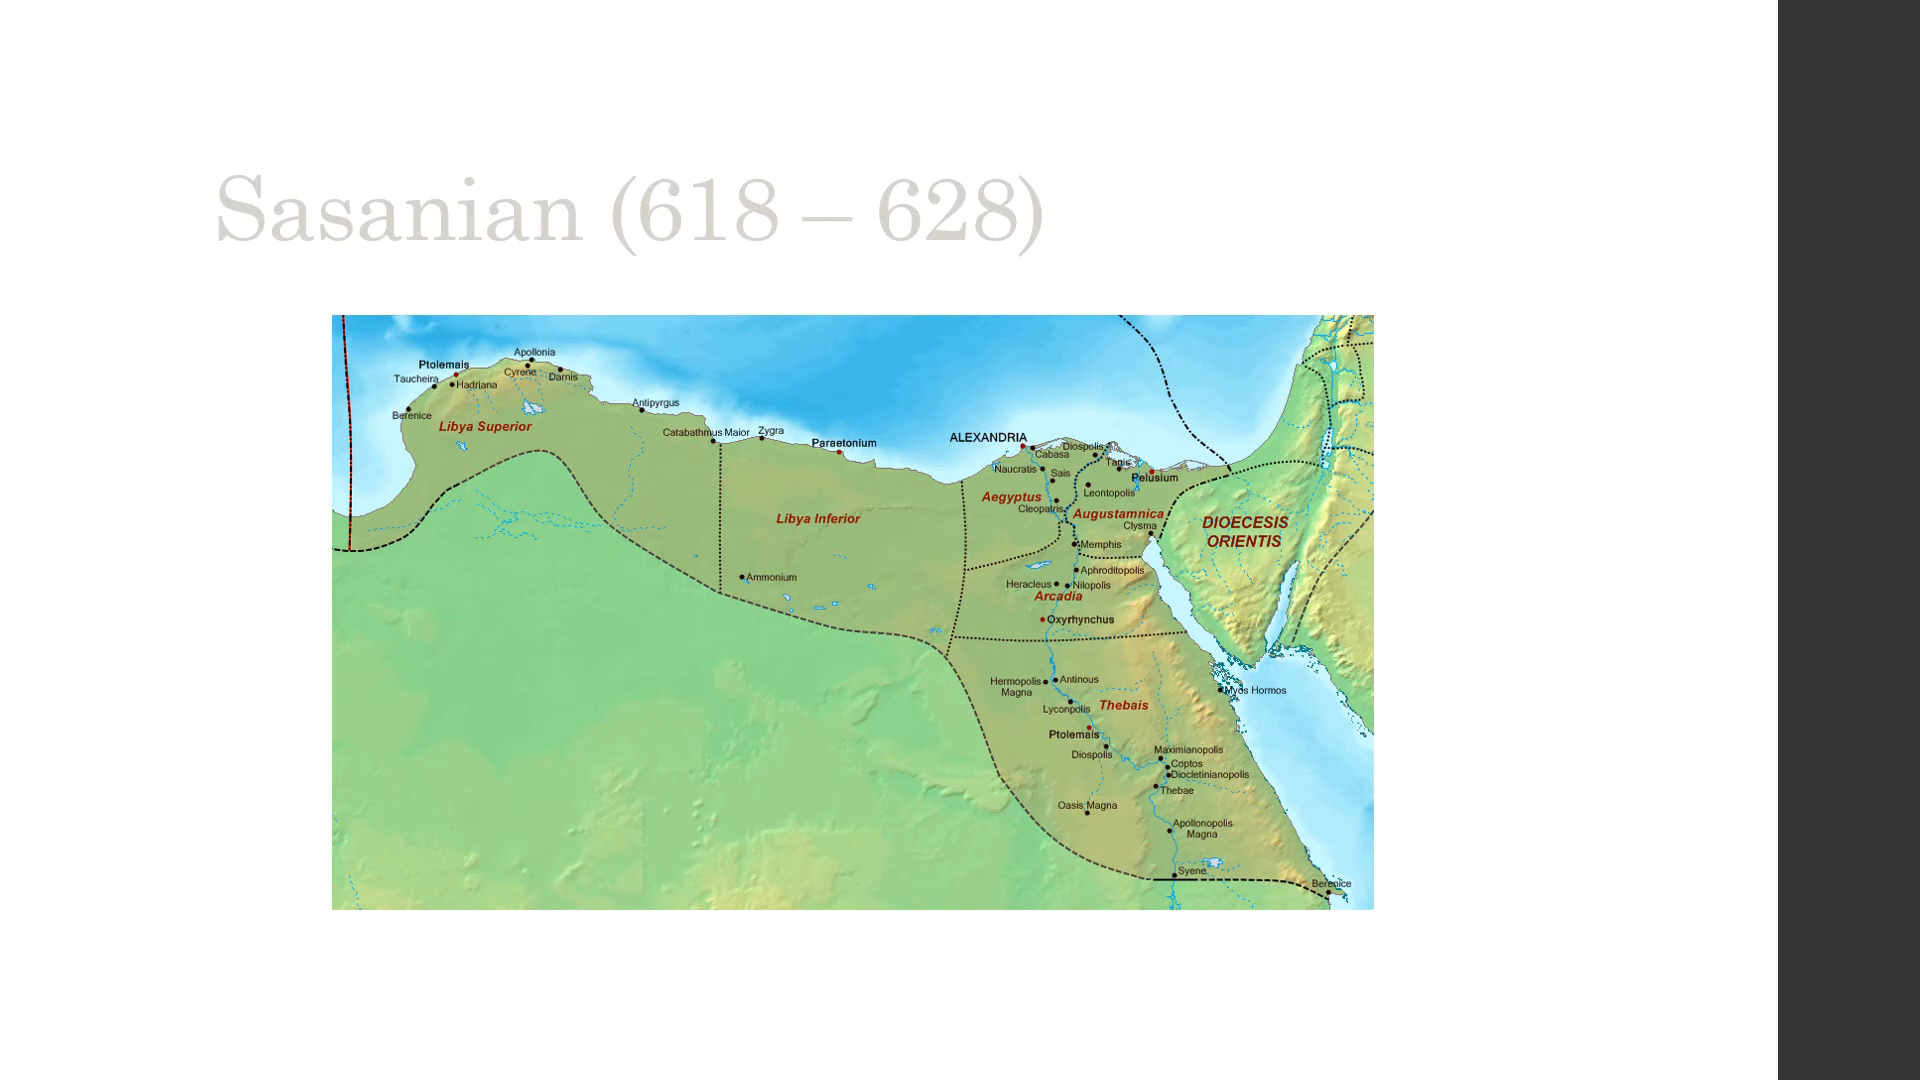 Sasanian (618 – 628)
Apollonia
Ptolemais
Cyrene
Taucheira
Hadriana
Darnis
Berenice
Antipyrgus
Libya Superior
Catabathmus Maior
Zygra
Paraetonium
ALEXANDRIA
Cabasa
Diospolis
Tanis
Naucratis
Sais
Pelusium
Leontopolis
Aegyptus
Cleopatris
Augustamnica
Libya Inferior
Clysma
DIOECESIS
ORIENTIS
Memphis
Ammonium
Aphroditopolis
Heracleus
Nilopolis
Arcadia
Oxyrhynchus
Hermopolis
Magna
Antinous
Myos Hormos
Lyconpolis
Thebais
Ptolemais
Diospolis
Maximianopolis
Coptos
Diocletinianopolis
Thebae
Oasis Magna
Apollonopolis
Magna
Syene
Berenice